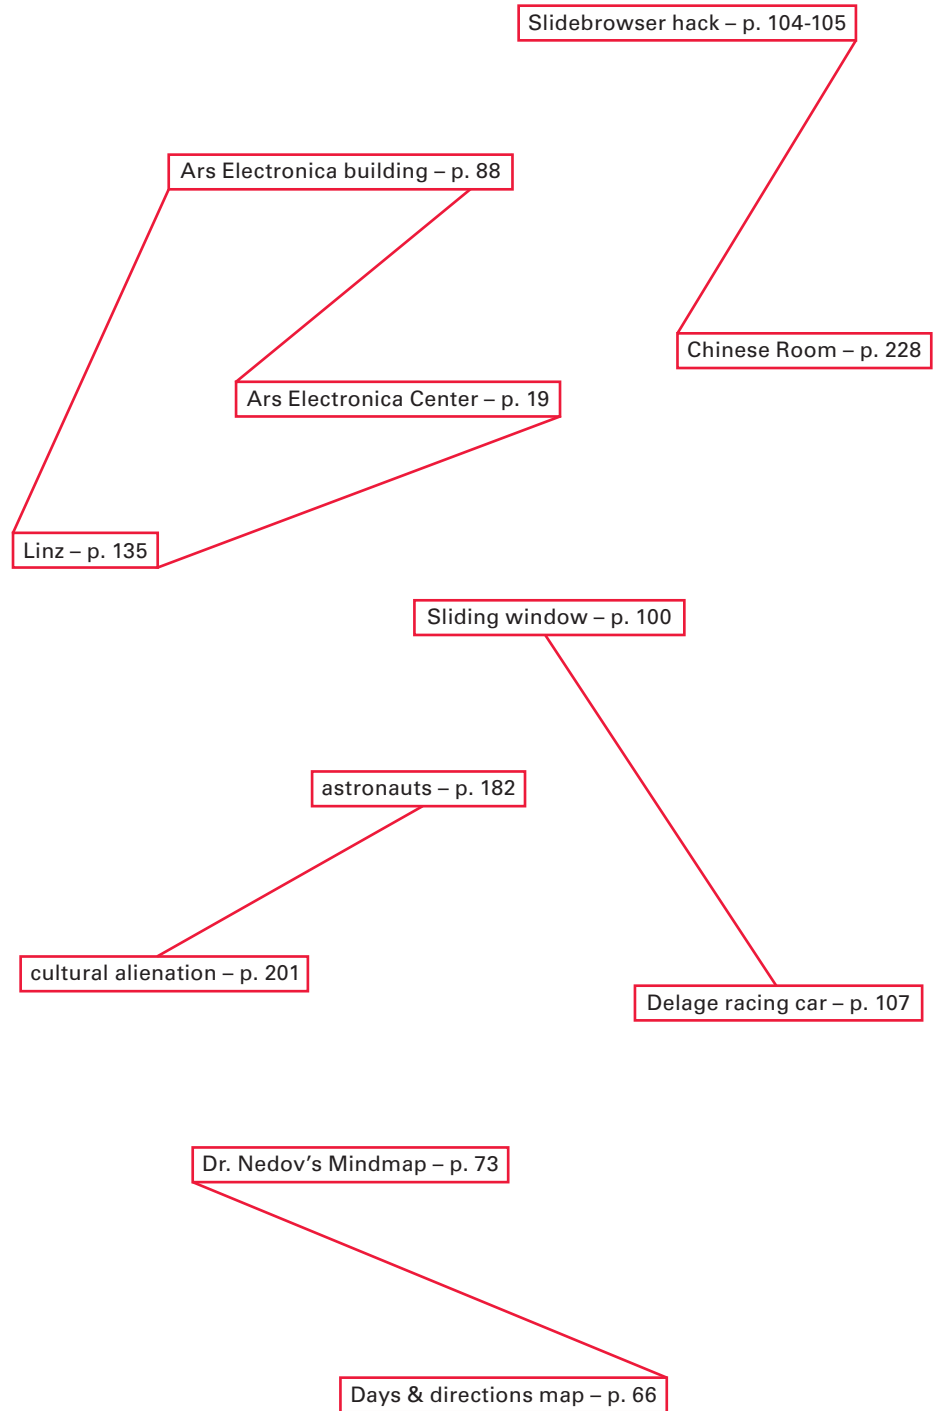 Slidebrowser hack – p. 104-105
Ars Electronica building – p. 88
Chinese Room – p. 228
Ars Electronica Center – p. 19
Linz – p. 135
Sliding window – p. 100
astronauts – p. 182
cultural alienation – p. 201
Delage racing car – p. 107
Dr. Nedov’s Mindmap – p. 73
Days & directions map – p. 66